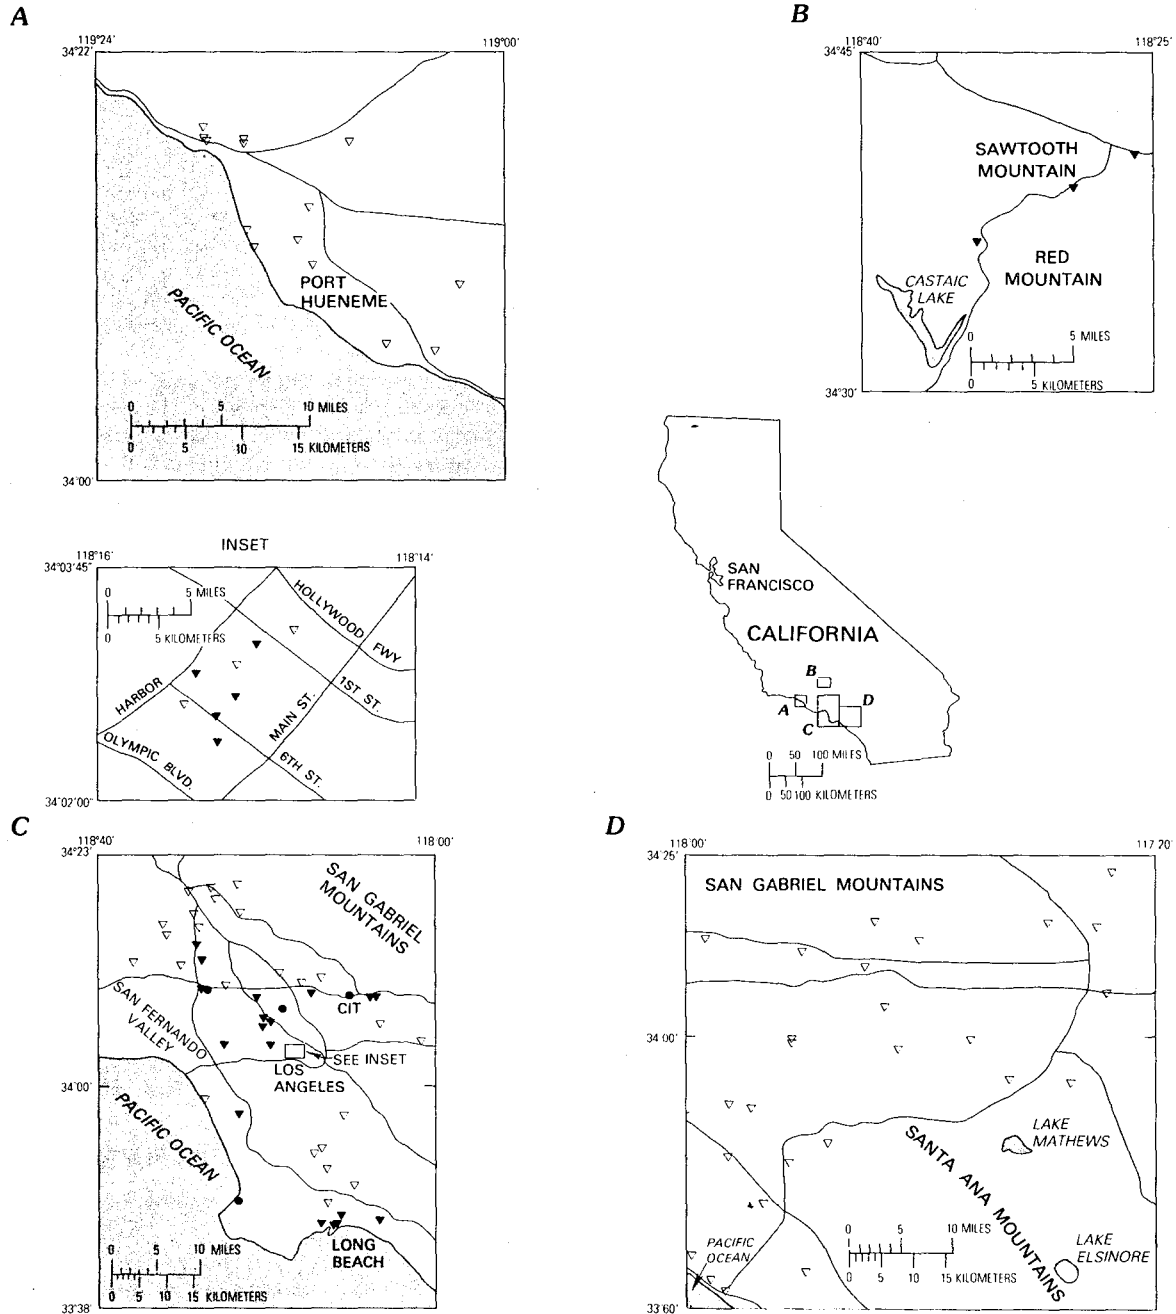 A
119°24'
119°00'
34°22'
PORT
HUENEME
PACIFIC OCEAN
0 5 10 MILES
0 5 10 15 KILOMETERS
34°00'
B
118°40'
118°25'
34°45'
SAWTOOTH
MOUNTAIN
RED
MOUNTAIN
CASTAIC
LAKE
0 5 MILES
0 5 KILOMETERS
34°30'
INSET
118°16'
118°14'
34°03'45"
0 5 MILES
0 5 KILOMETERS
HOLLYWOOD FWY
HARBOR
MAIN ST.
1ST ST.
OLYMPIC BLVD.
6TH ST.
34°02'00"
SAN
FRANCISCO
CALIFORNIA
B
A
D
C
0 50 100 MILES
0 50 100 KILOMETERS
C
118°40'
118°00'
34°23'
SAN GABRIEL
MOUNTAINS
CIT
SAN FERNANDO
VALLEY
SEE INSET
LOS
ANGELES
34°00'
PACIFIC OCEAN
0 5 10 MILES
0 5 10 15 KILOMETERS
LONG
BEACH
33°38'
D
118°00'
117°70'
34°25'
SAN GABRIEL MOUNTAINS
34°00'
LAKE
MATHEWS
SANTA ANA MOUNTAINS
PACIFIC
OCEAN
0 5 10 MILES
0 5 10 15 KILOMETERS
LAKE
ELSINORE
33°60'